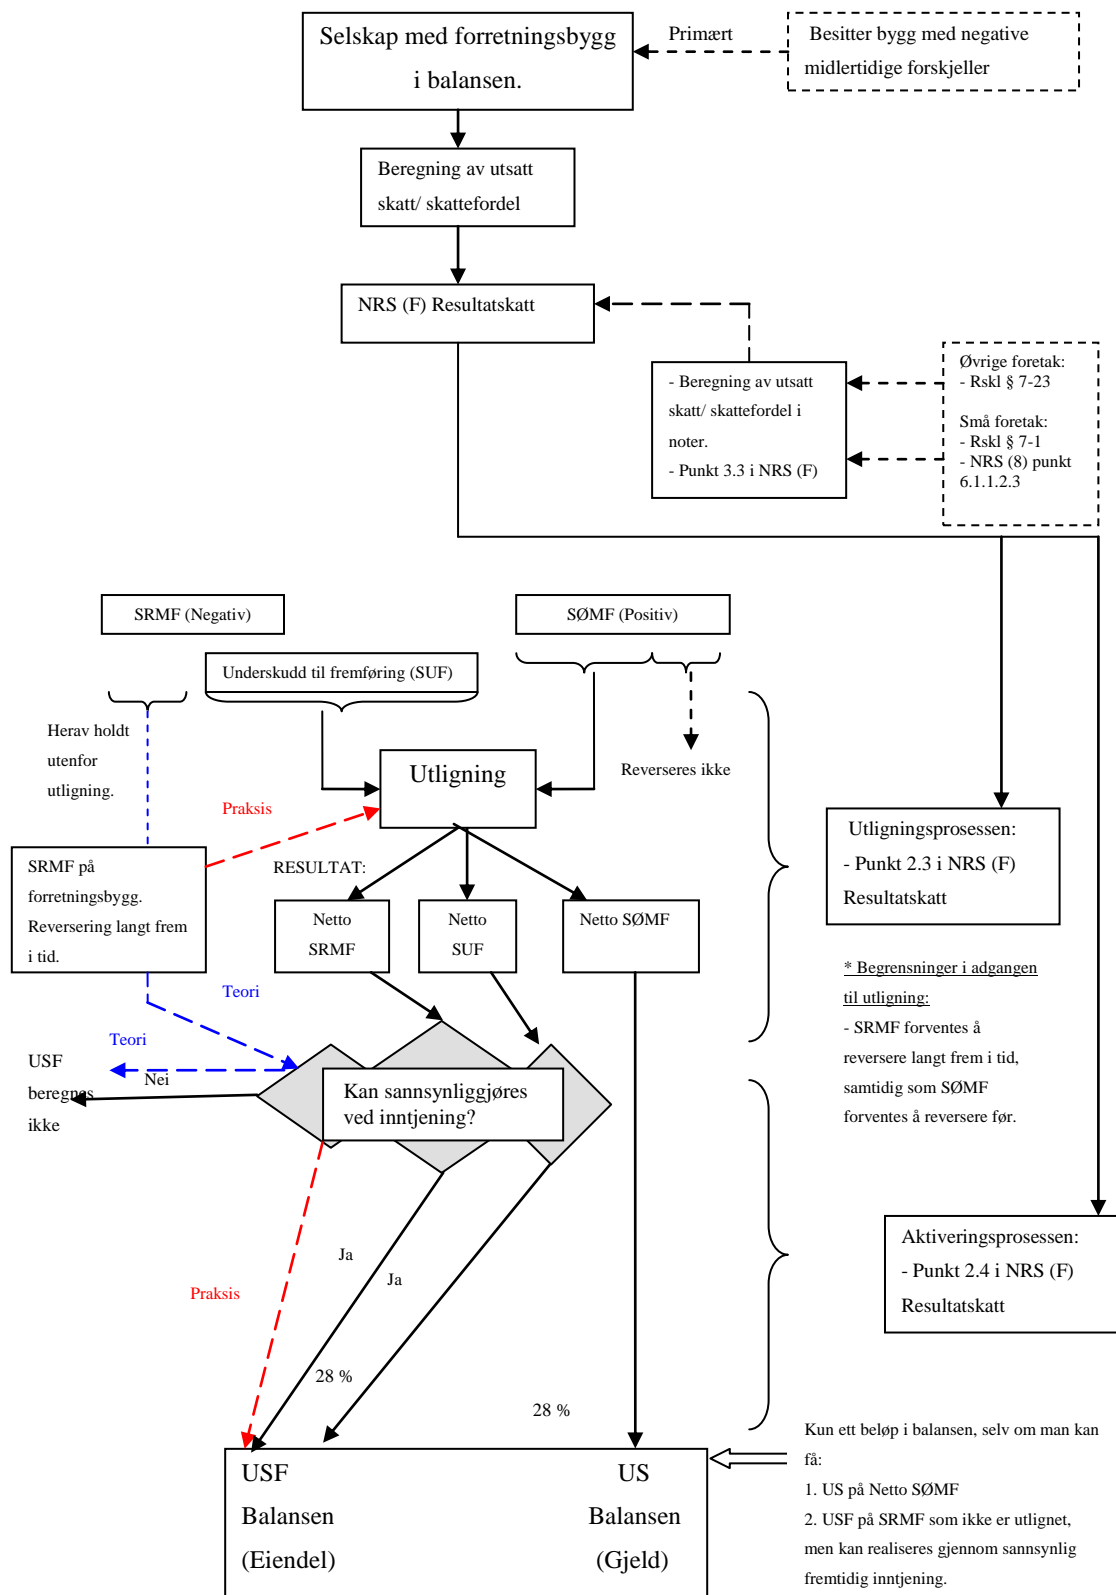 Selskap med forretningsbygg
i balansen.
Primært
Besitter bygg med negative
midlertidige forskjeller
Beregning av utsatt
skatt/ skattefordel
NRS (F) Resultatskatt
- Beregning av utsatt
skatt/ skattefordel i
noter.
- Punkt 3.3 i NRS (F)
Øvrige foretak:
- Rskl § 7-23
Små foretak:
- Rskl § 7-1
- NRS (8) punkt
6.1.1.2.3
SRMF (Negativ)
SØMF (Positiv)
Underskudd til fremføring (SUF)
Herav holdt
utenfor
utligning.
Utligning
Reverseres ikke
Praksis
Utligningsprosessen:
- Punkt 2.3 i NRS (F)
Resultatskatt
SRMF på
forretningsbygg.
Reversering langt frem
i tid.
RESULTAT:
Netto
SRMF
Netto
SUF
Netto SØMF
* Begrensninger i adgangen
til utligning:
- SRMF forventes å
reversere langt frem i tid,
samtidig som SØMF
forventes å reversere før.
Teori
Teori
USF
beregnes
ikke
Nei
Kan sannsynliggjøres
ved inntjening?
Aktiveringsprosessen:
- Punkt 2.4 i NRS (F)
Resultatskatt
Ja
Ja
Praksis
28 %
28 %
USF
Balansen
(Eiendel)
US
Balansen
(Gjeld)
Kun ett beløp i balansen, selv om man kan
få:
1. US på Netto SØMF
2. USF på SRMF som ikke er utlignet,
men kan realiseres gjennom sannsynlig
fremtidig inntjening.